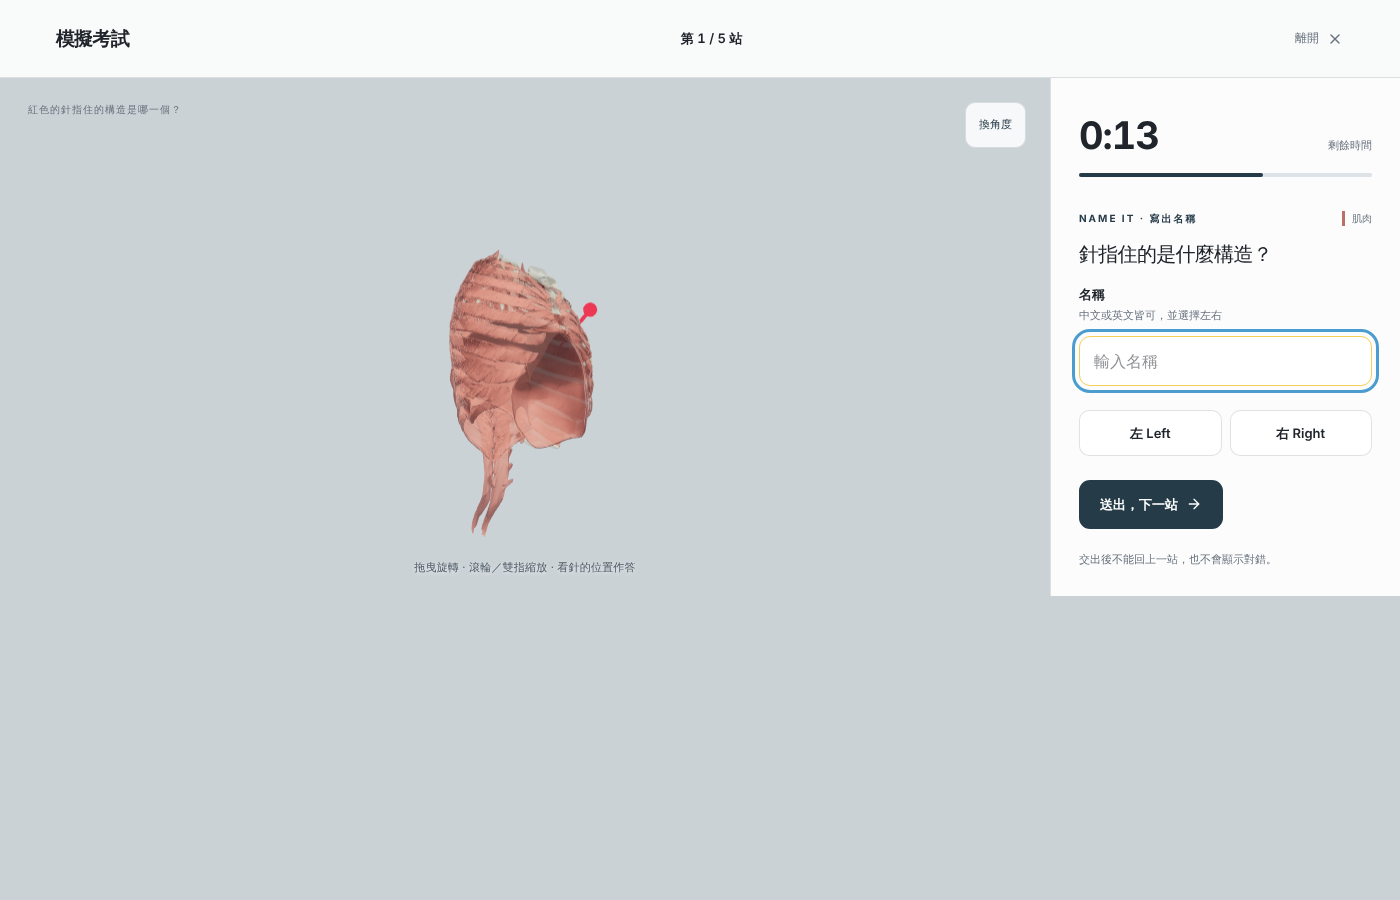 模擬考試
第 1 / 5 站
離開
紅色的針指住的構造是哪一個？
換角度
0:13
剩餘時間
NAME IT · 寫出名稱
肌肉
針指住的是什麼構造？
名稱
中文或英文皆可，並選擇左右
輸入名稱
左 Left
右 Right
送出，下一站
交出後不能回上一站，也不會顯示對錯。
拖曳旋轉 · 滾輪／雙指縮放 · 看針的位置作答